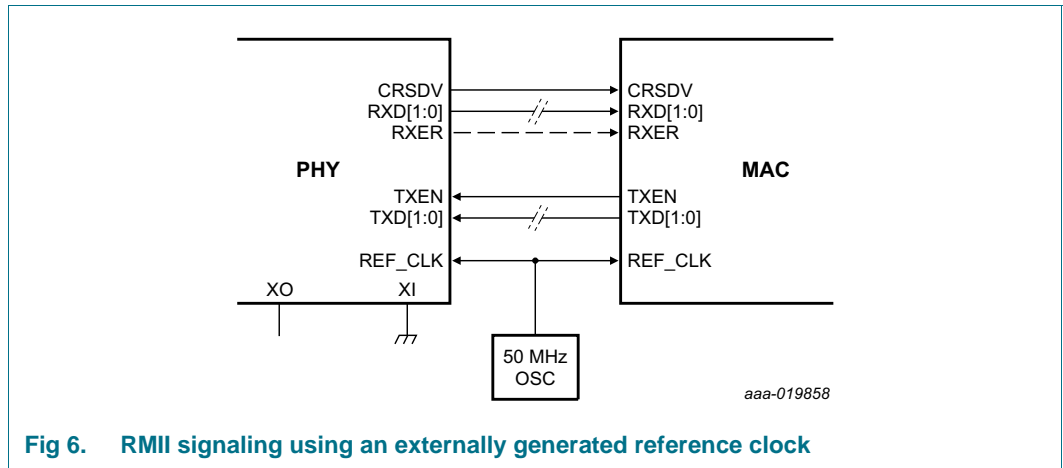 CRSDV CRSDV
RXD[1:0] RXD[1:0]
RXER RXER
PHY MAC
TXEN TXEN
TXD[1:0] TXD[1:0]
REF_CLK REF_CLK
XO XI
50 MHz
OSC
aaa-019858
Fig 6. RMII signaling using an externally generated reference clock